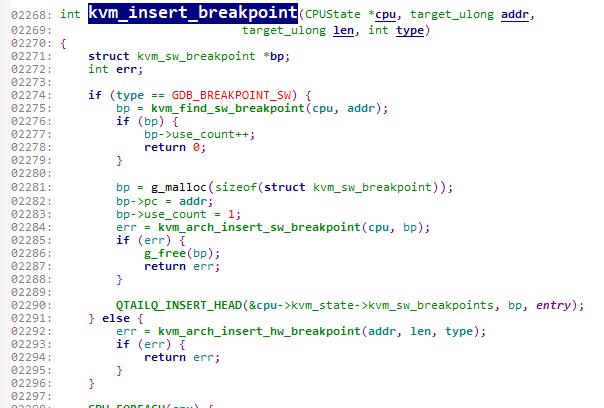 02268: int kvm_insert_breakpoint(CPUState *cpu, target_ulong addr,
02269:                           target_ulong len, int type)
02270: {
02271:     struct kvm_sw_breakpoint *bp;
02272:     int err;
02273:
02274:     if (type == GDB_BREAKPOINT_SW) {
02275:         bp = kvm_find_sw_breakpoint(cpu, addr);
02276:         if (bp) {
02277:             bp->use_count++;
02278:             return 0;
02279:         }
02280:
02281:         bp = g_malloc(sizeof(struct kvm_sw_breakpoint));
02282:         bp->pc = addr;
02283:         bp->use_count = 1;
02284:         err = kvm_arch_insert_sw_breakpoint(cpu, bp);
02285:         if (err) {
02286:             g_free(bp);
02287:             return err;
02288:         }
02289:
02290:         QTAILQ_INSERT_HEAD(&cpu->kvm_state->kvm_sw_breakpoints, bp, entry);
02291:     } else {
02292:         err = kvm_arch_insert_hw_breakpoint(addr, len, type);
02293:         if (err) {
02294:             return err;
02295:         }
02296:     }
02297:
02298:     CPU_FOREACH(cpu) {